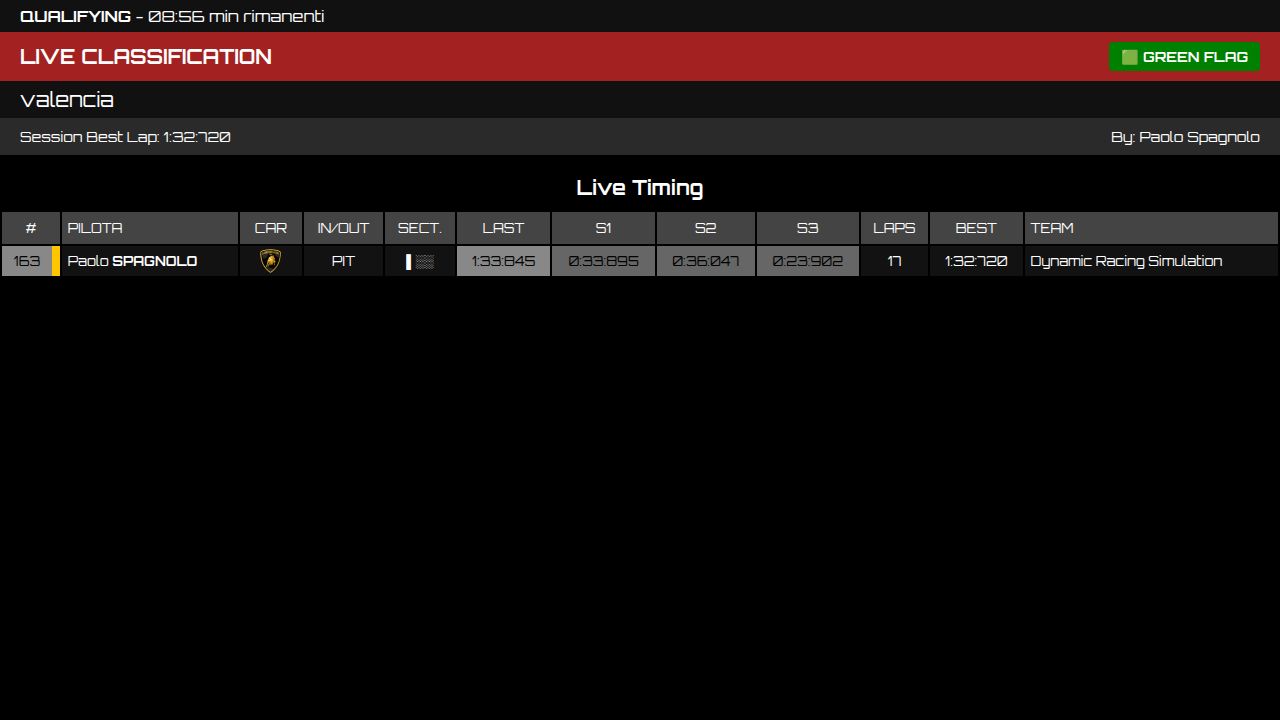 QUALIFYING - 08:56 min rimanenti
LIVE CLASSIFICATION
GREEN FLAG
valencia
Session Best Lap: 1:32:720
By: Paolo Spagnolo
Live Timing
# PILOTA CAR IN/OUT SECT. LAST S1 S2 S3 LAPS BEST TEAM
163 Paolo SPAGNOLO PIT 1:33:845 0:33:895 0:36:047 0:23:902 17 1:32:720 Dynamic Racing Simulation